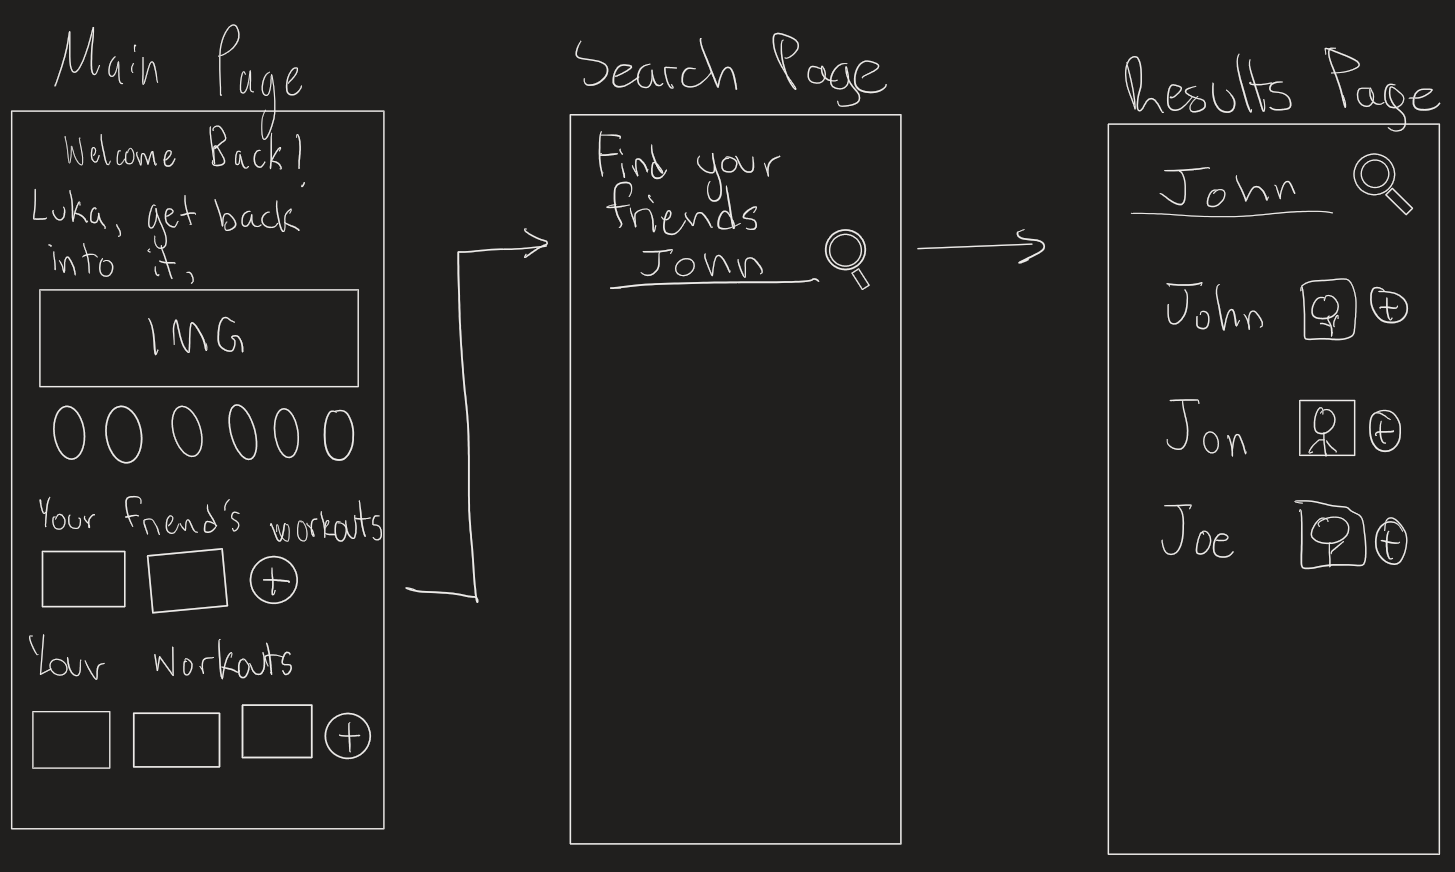 Main Page
Welcome Back!
Luka, get back
into it,
IMG
Your friend's workouts
+
Your workouts
+
Search Page
Find your
friends
John
Results Page
John
John +
Jon +
Joe +